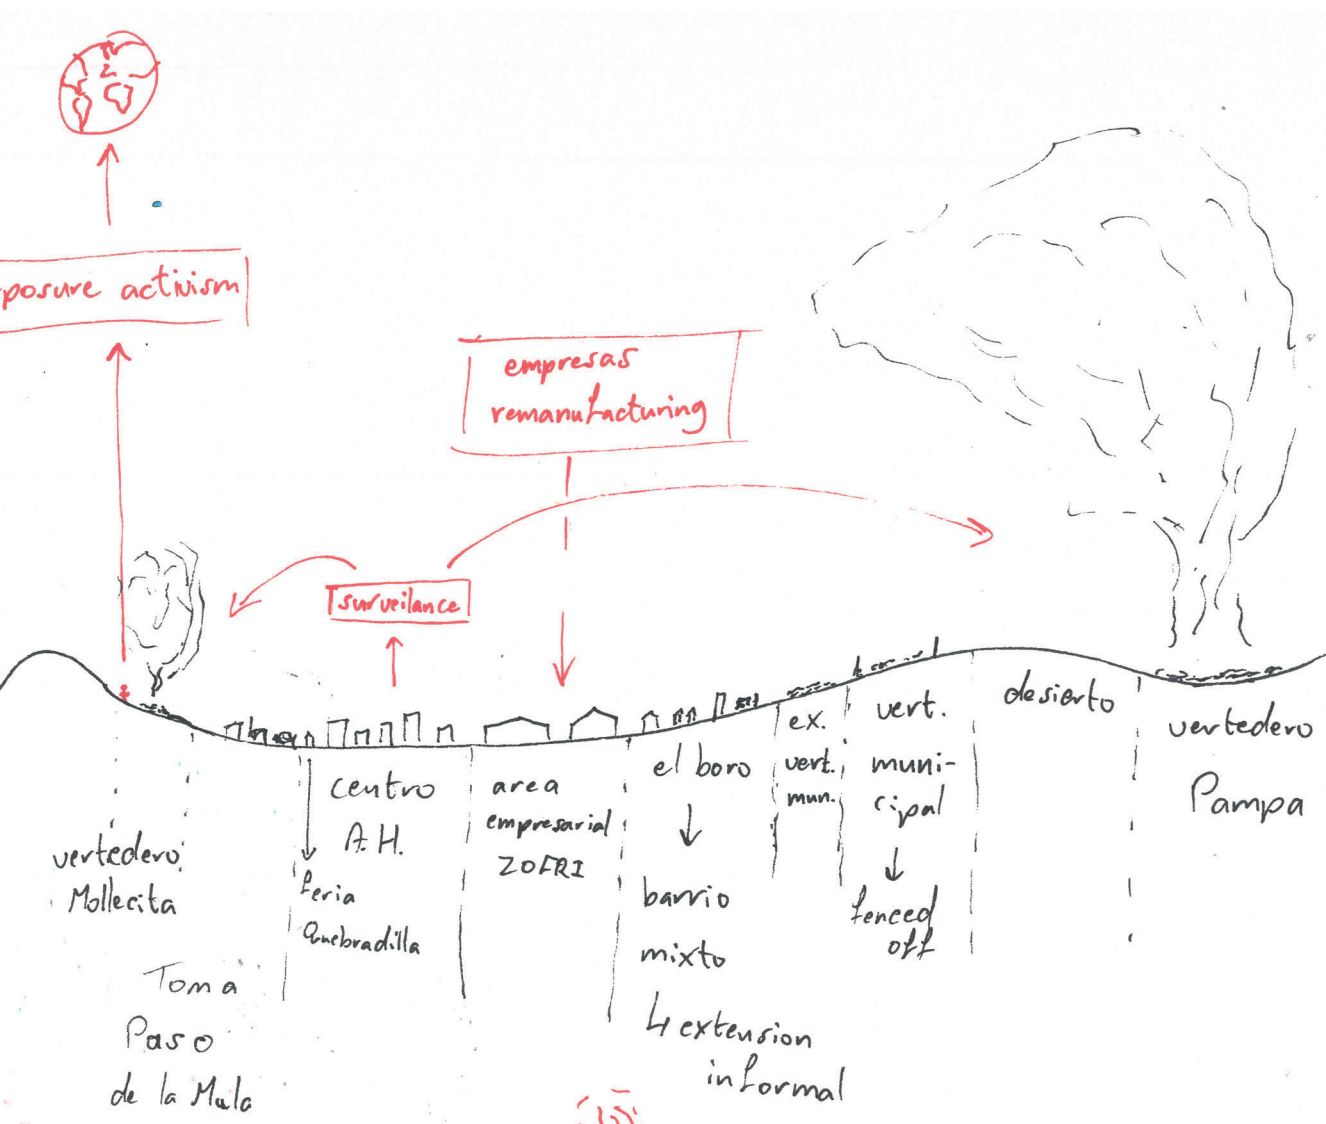 posure activism
empresas
remanufacturing
surveilance
vertedero
Mollecita
Toma
Paso
de la Mula
feria
Quebradilla
centro
A.H.
area
empresarial
ZOFRI
el boro
barrio
mixto
extension
informal
ex.
vert.
mun.
vert.
muni-
cipal
fenced
off
desierto
vertedero
Pampa